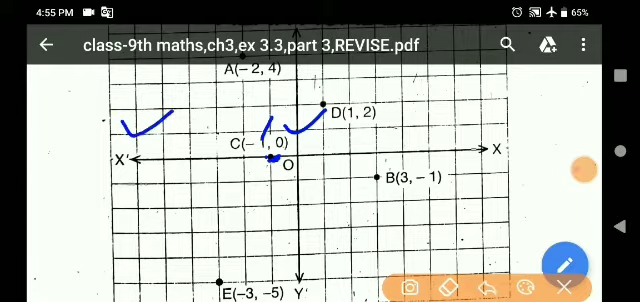 4:55 PM
65%
class-9th maths,ch3,ex 3.3,part 3,REVISE.pdf
A(−2, 4)
D(1, 2)
C(−1, 0)
X'
O
X
B(3, −1)
E(−3, −5)
Y'